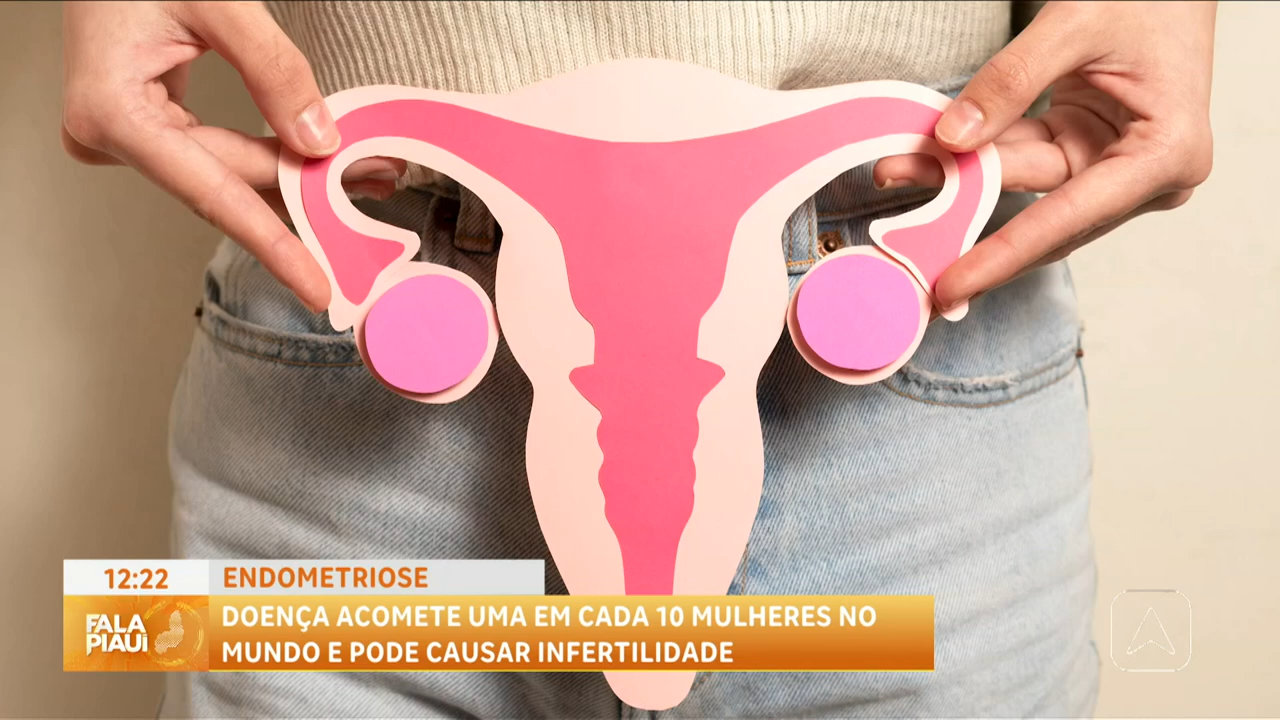 12:22
ENDOMETRIOSE
FALA
PIAUÍ
DOENÇA ACOMETE UMA EM CADA 10 MULHERES NO
MUNDO E PODE CAUSAR INFERTILIDADE